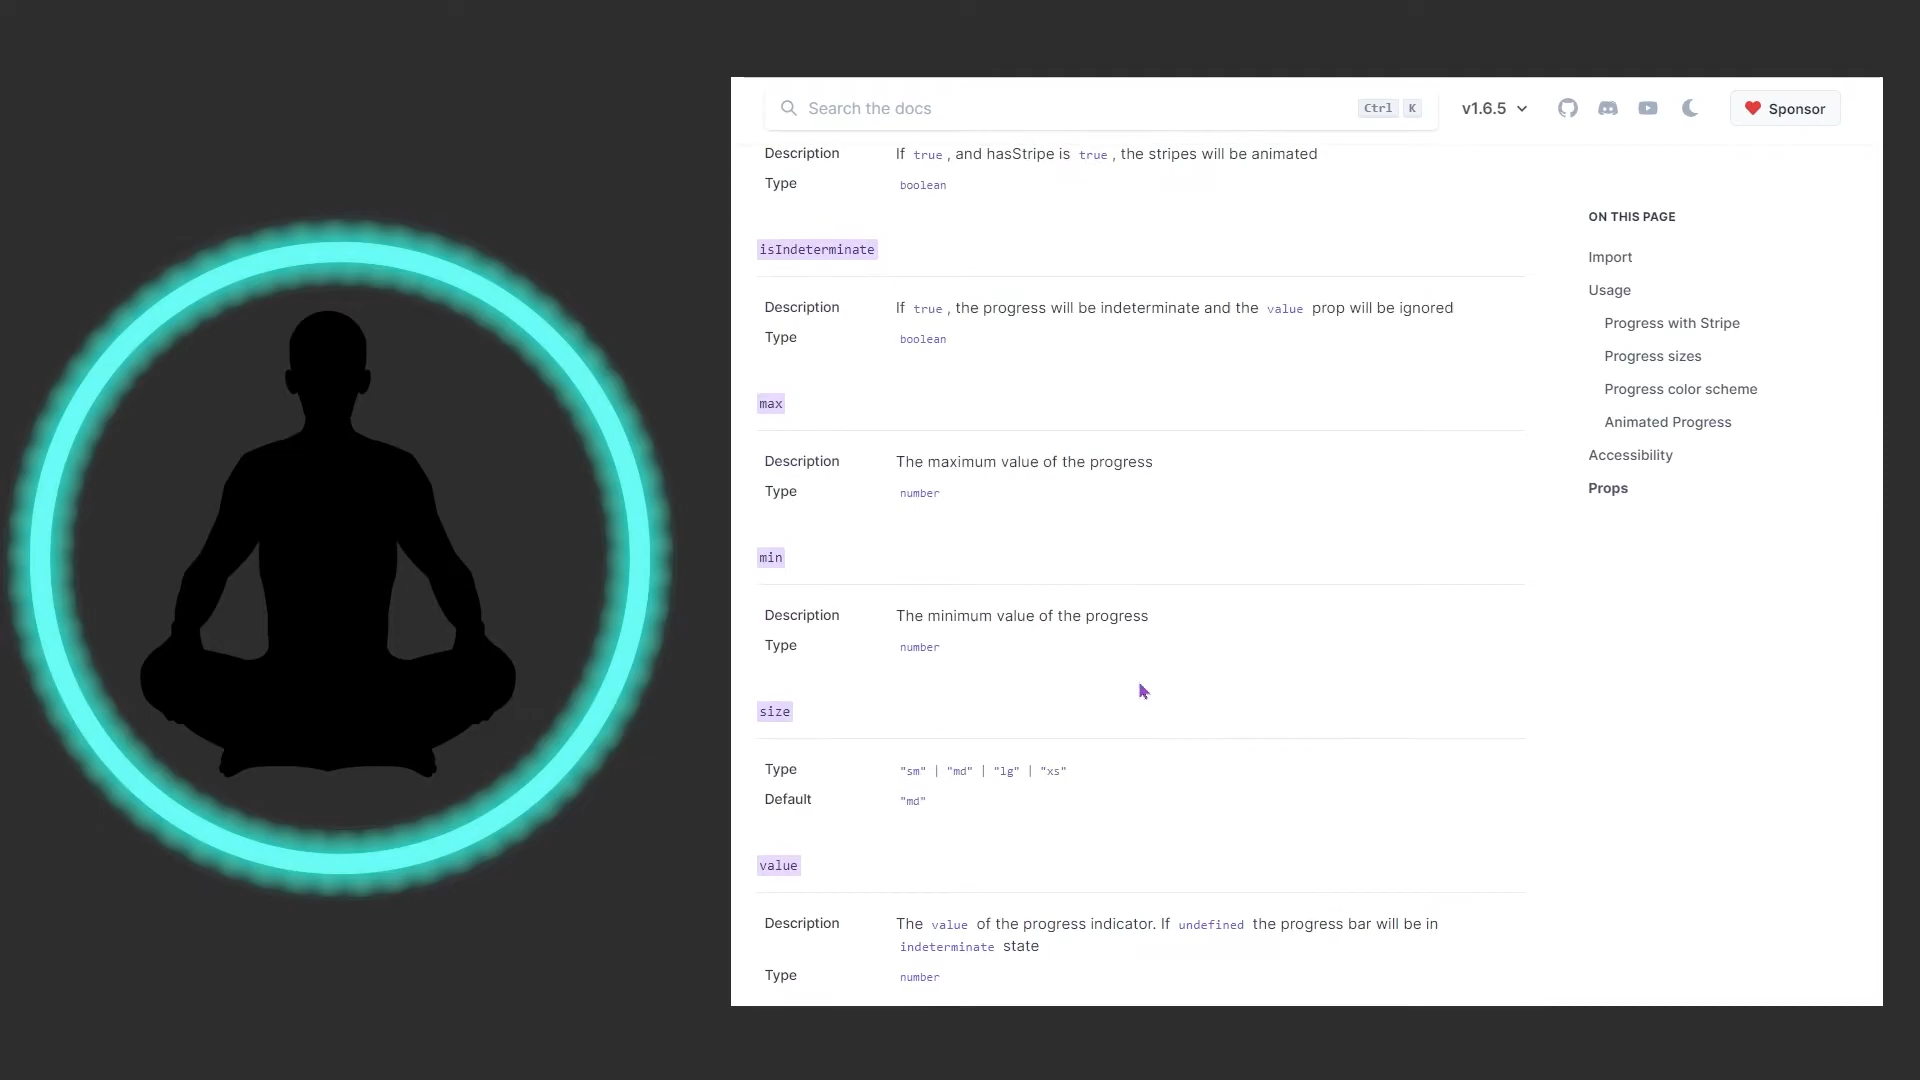 Search the docs
Ctrl K
v1.6.5
Sponsor
Description If true, and hasStripe is true, the stripes will be animated
Type boolean
isIndeterminate
Description If true, the progress will be indeterminate and the value prop will be ignored
Type boolean
max
Description The maximum value of the progress
Type number
min
Description The minimum value of the progress
Type number
size
Type "sm" | "md" | "lg" | "xs"
Default "md"
value
Description The value of the progress indicator. If undefined the progress bar will be in
indeterminate state
Type number
ON THIS PAGE
Import
Usage
Progress with Stripe
Progress sizes
Progress color scheme
Animated Progress
Accessibility
Props